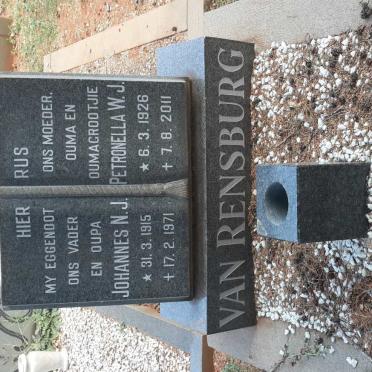 HIER
MY EGGENOOT
ONS VADER
EN OUPA
JOHANNES N.J.
* 31.3.1915
+ 17.2.1971
RUS
ONS MOEDER,
OUMA EN
OUMAGROOTJIE
PETRONELLA W.J.
* 6.3.1926
+ 7.8.2011
VAN RENSBURG